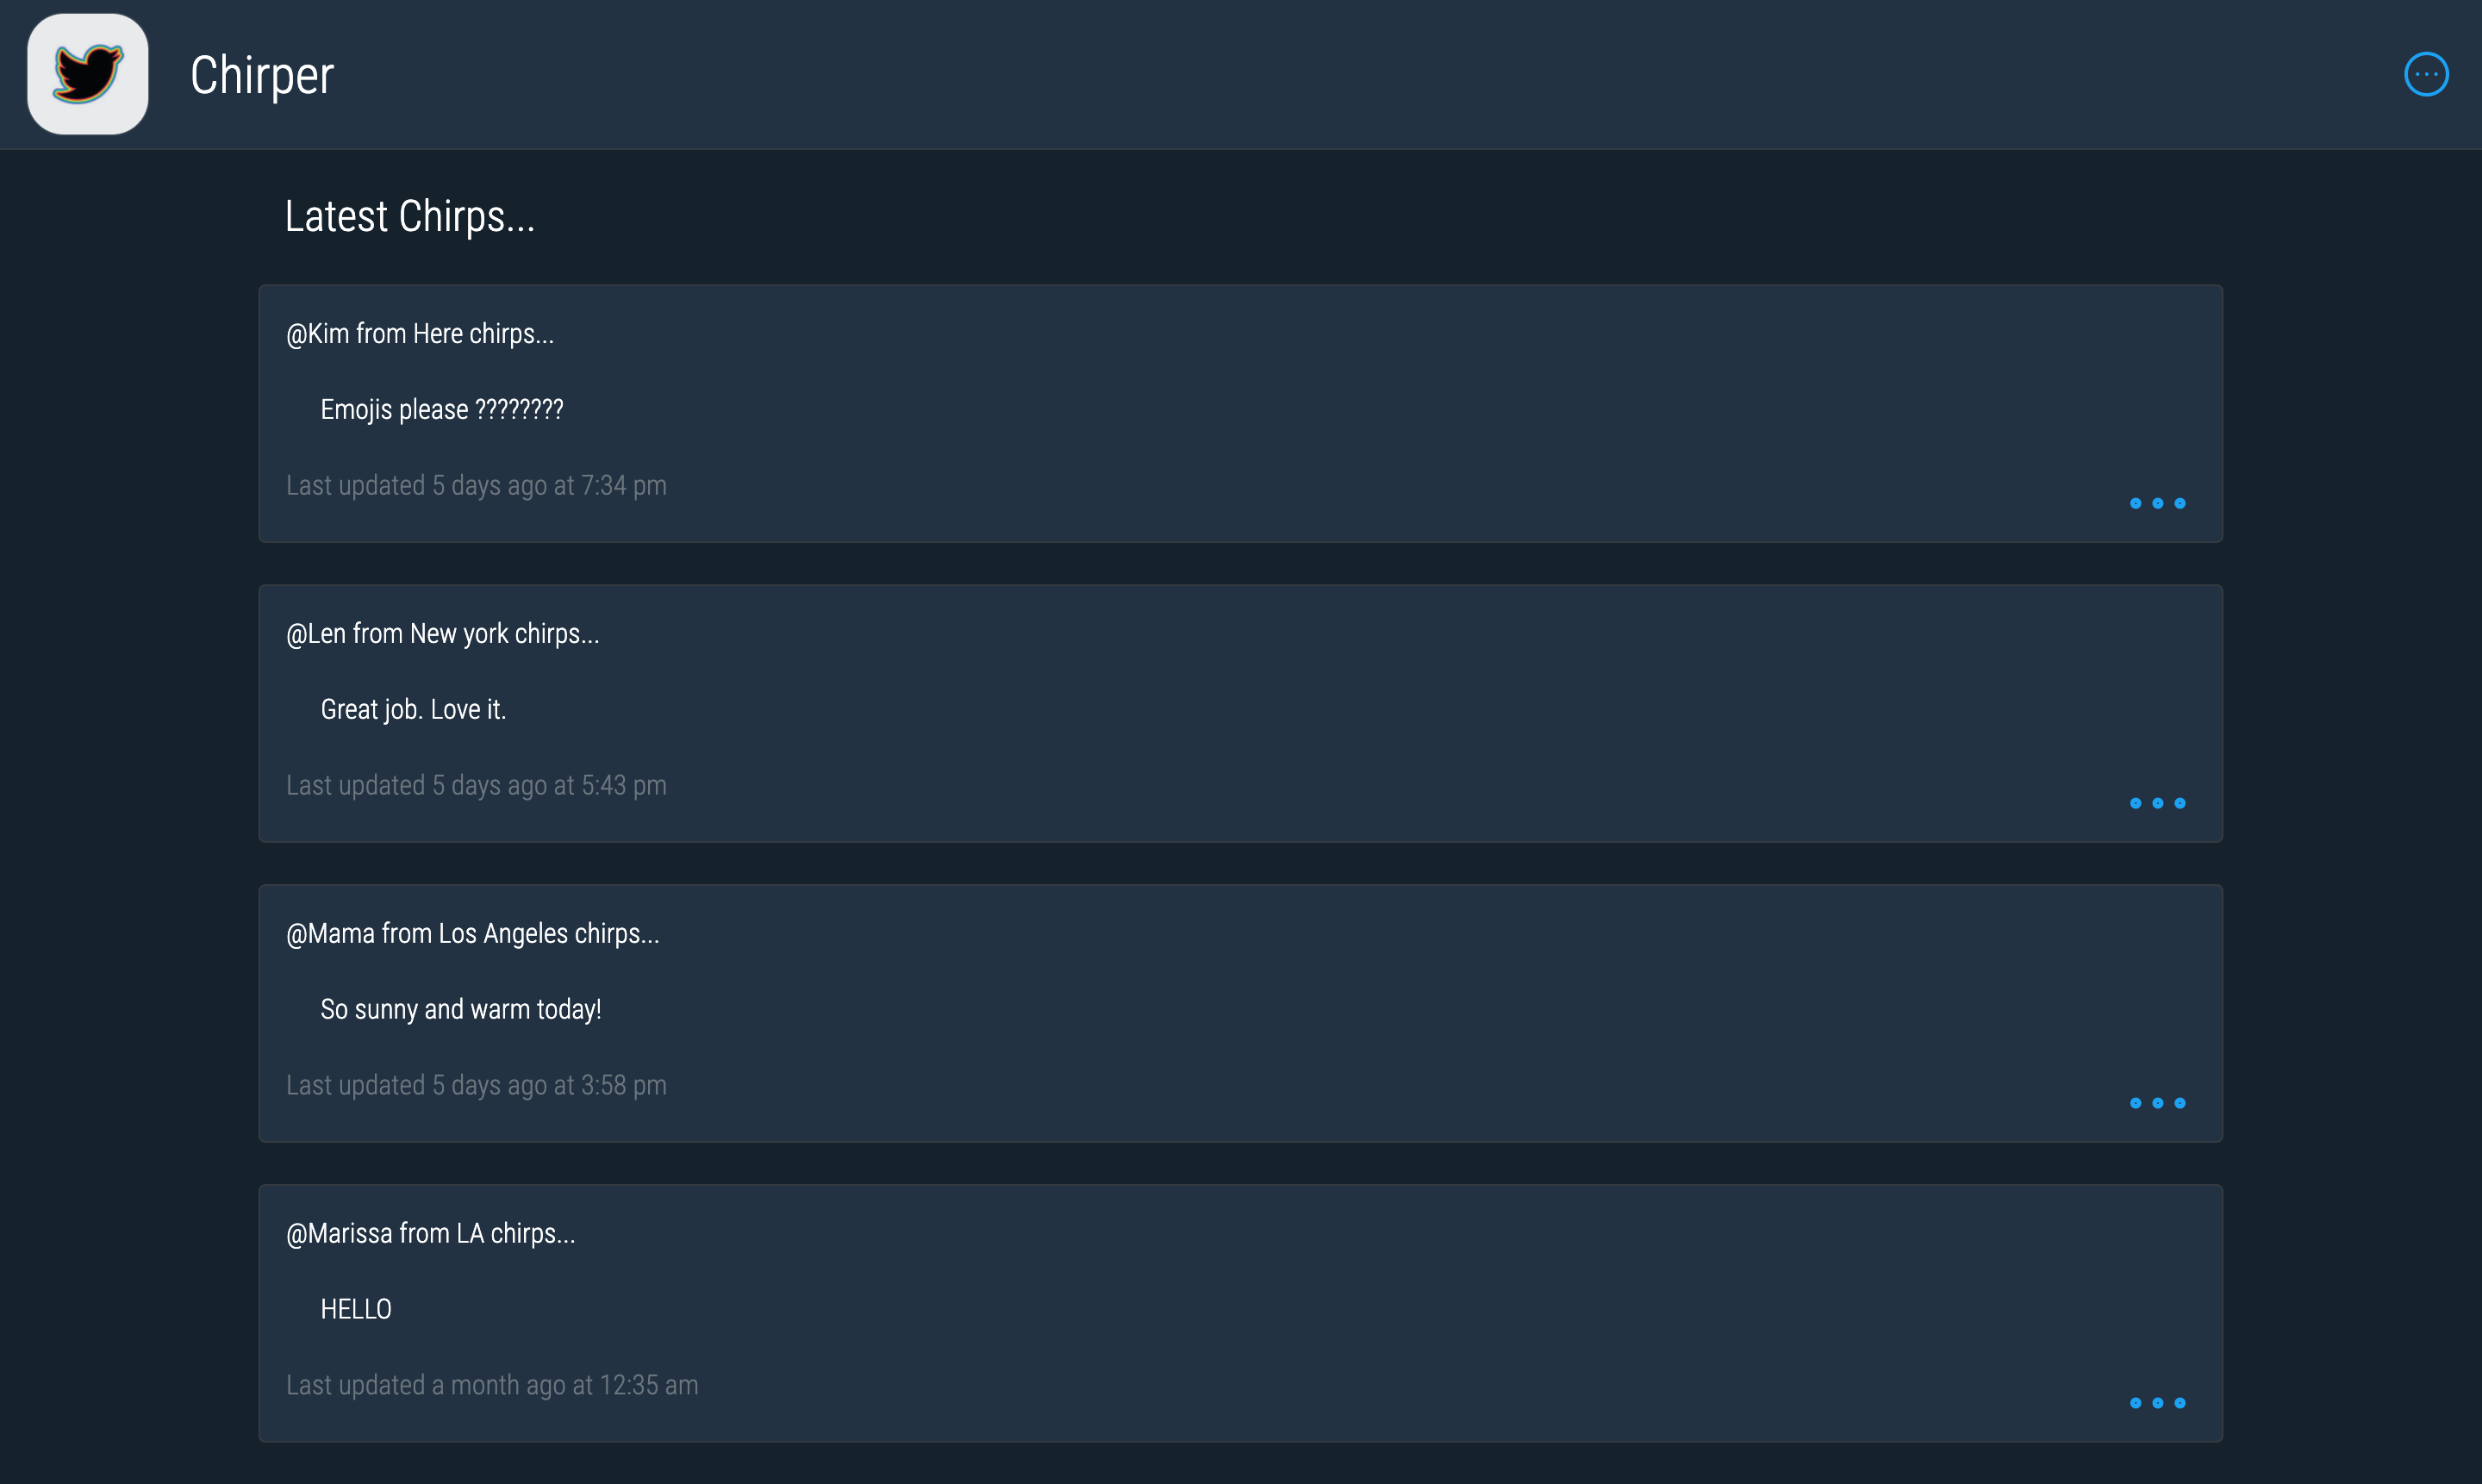 Chirper
Latest Chirps...
@Kim from Here chirps...
Emojis please ????????
Last updated 5 days ago at 7:34 pm
@Len from New york chirps...
Great job. Love it.
Last updated 5 days ago at 5:43 pm
@Mama from Los Angeles chirps...
So sunny and warm today!
Last updated 5 days ago at 3:58 pm
@Marissa from LA chirps...
HELLO
Last updated a month ago at 12:35 am